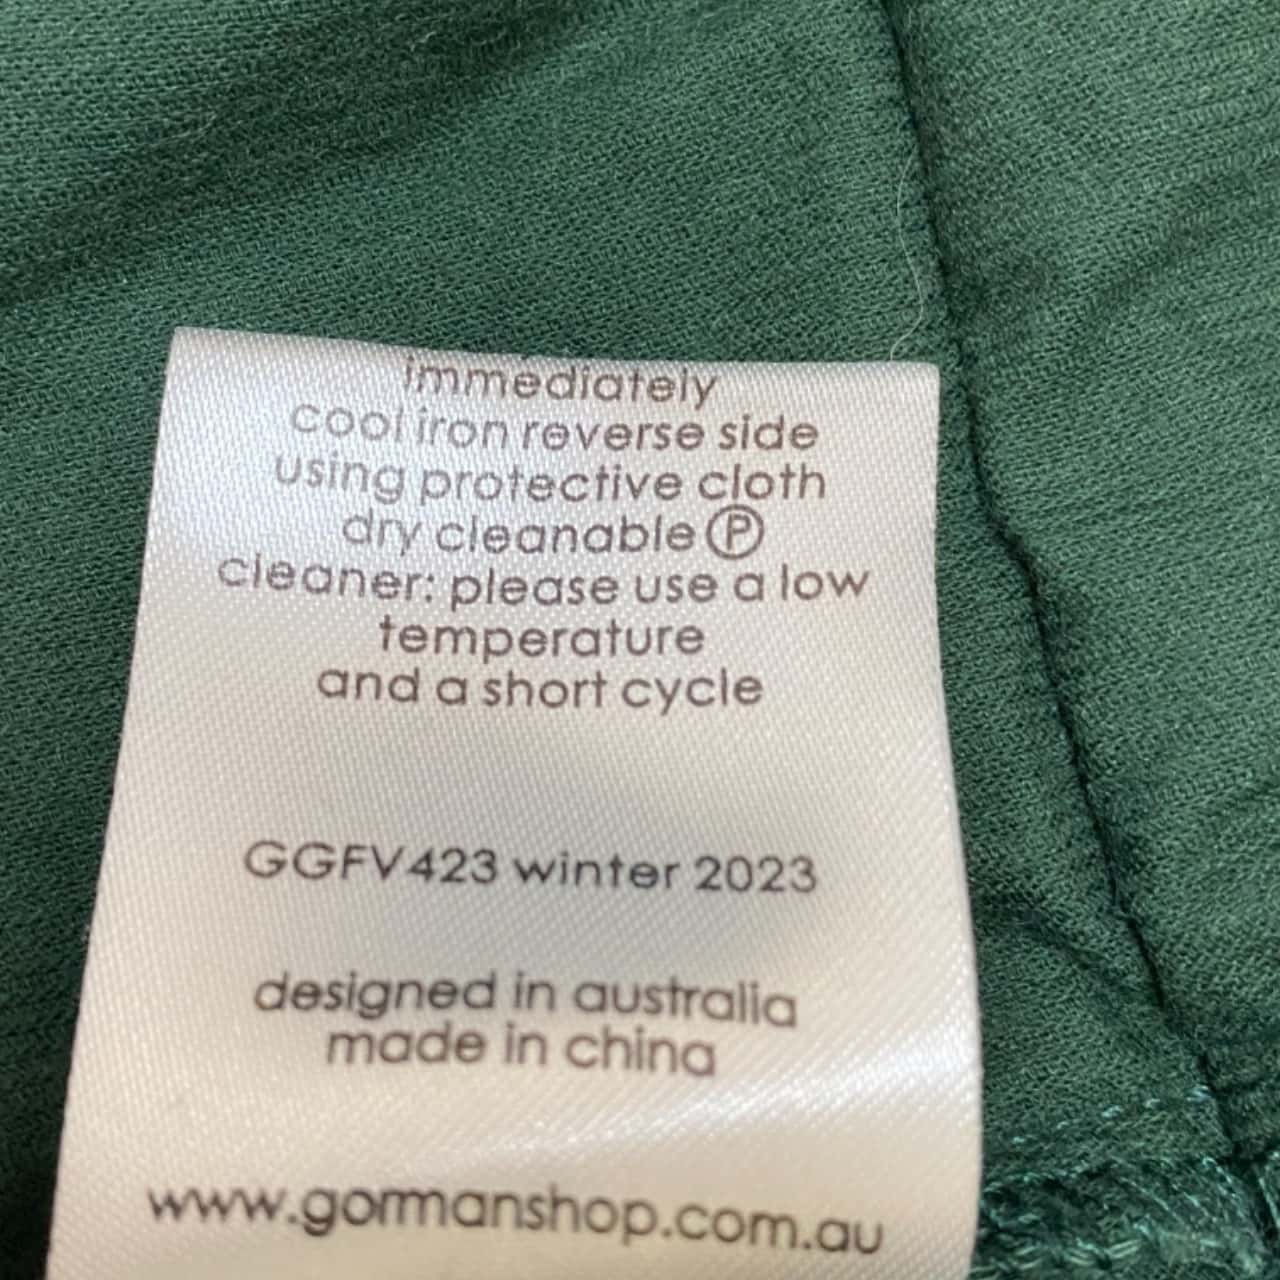 immediately
cool iron reverse side
using protective cloth
dry cleanable Ⓟ
cleaner: please use a low
temperature
and a short cycle
GGFV423 winter 2023
designed in australia
made in china
www.gormanshop.com.au